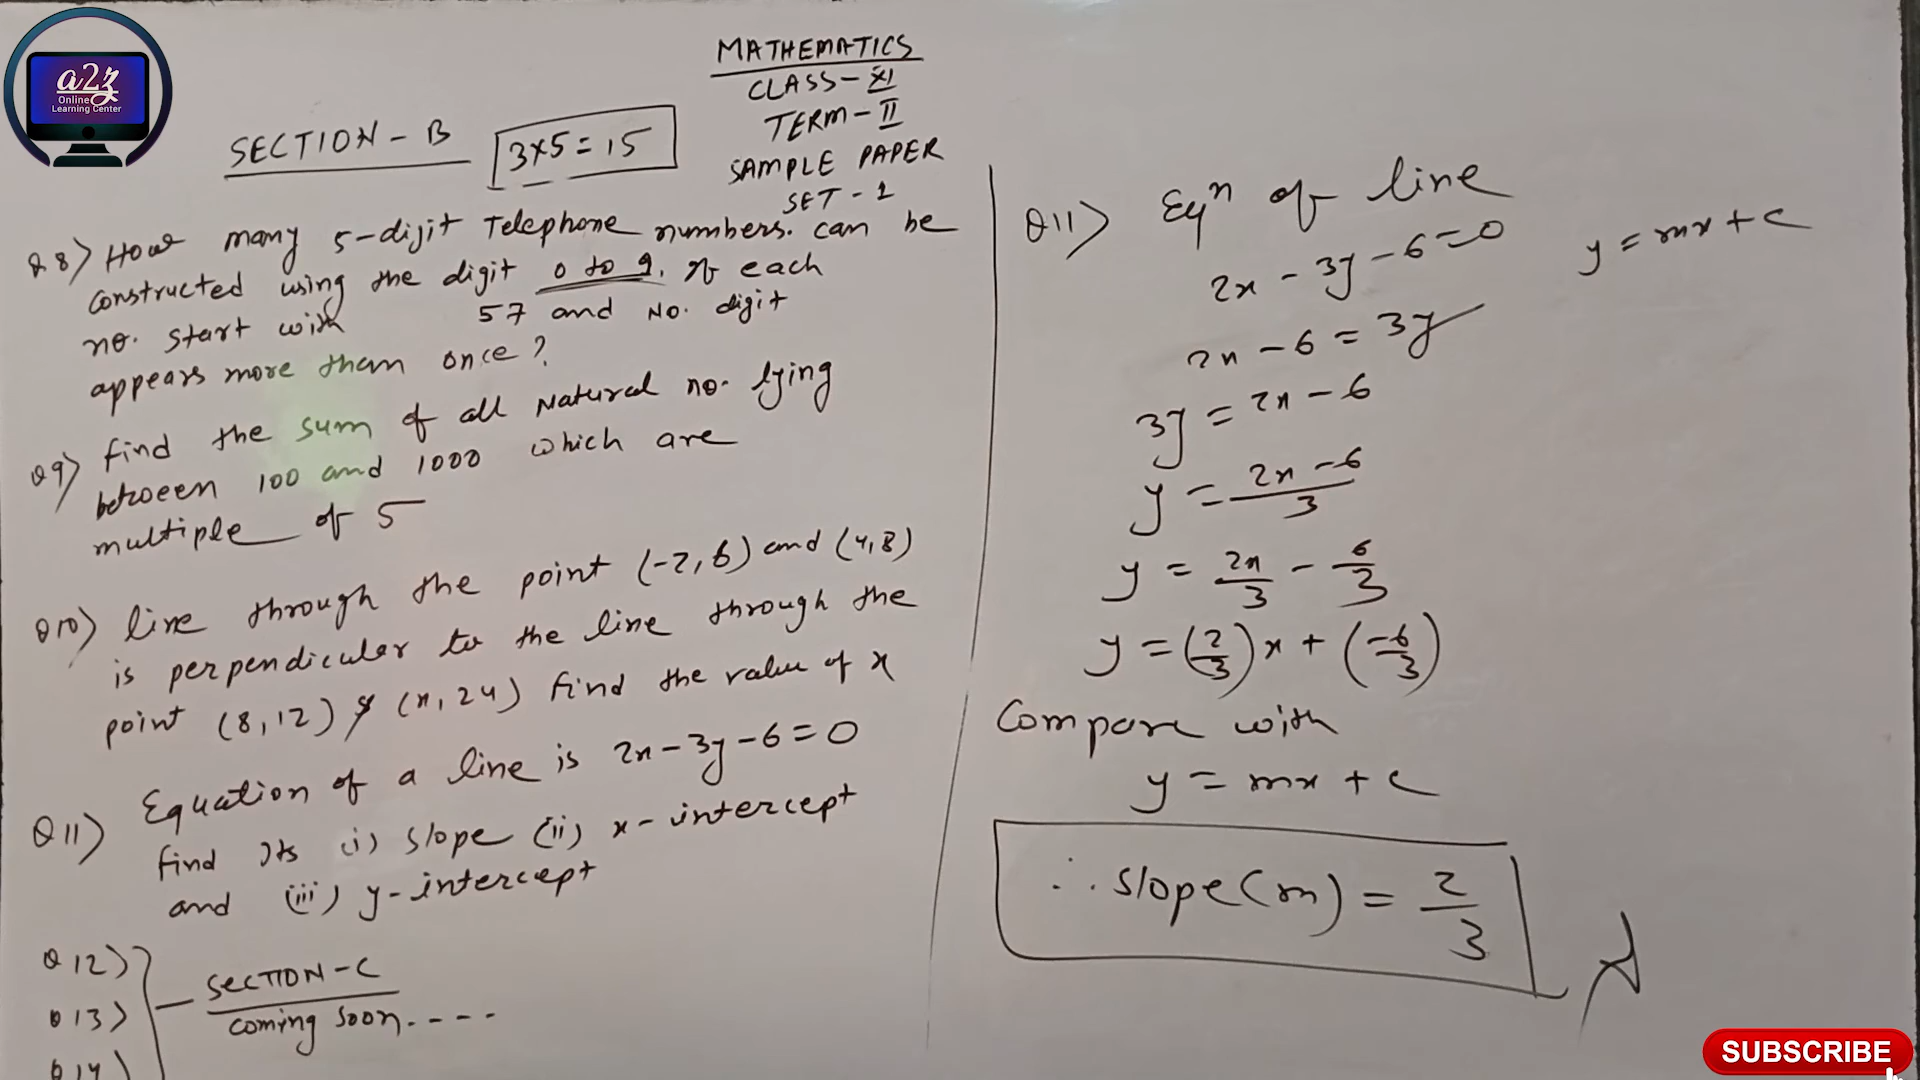 a2z
Online
Learning Center
MATHEMATICS
CLASS-XI
TERM-II
SAMPLE PAPER
SET-1
SECTION-B 3x5=15
Q8) How many 5-digit Telephone numbers. can be
constructed using the digit 0 to 9. If each
no. start with 57 and No. digit
appears more than once?
Q9) find the sum of all Natural no. lying
between 100 and 1000 which are
multiple of 5
Q10) line through the point (-2,6) and (4,8)
is perpendicular to the line through the
point (8,12) & (x,24) find the value of x
Q11) Equation of a line is 2x-3y-6=0
find Its (i) slope (ii) x-intercept
and (iii) y-intercept
Q12)
Q13)
Q14)
SECTION-C
coming soon....
Q11) Eqn of line
2x-3y-6=0 y=mx+c
2x-6=3y
3y=2x-6
y=2x-6/3
y=2x/3-6/3
y=(2/3)x+(-6/3)
Compare with
y=mx+c
∴ slope(m)=2/3
SUBSCRIBE